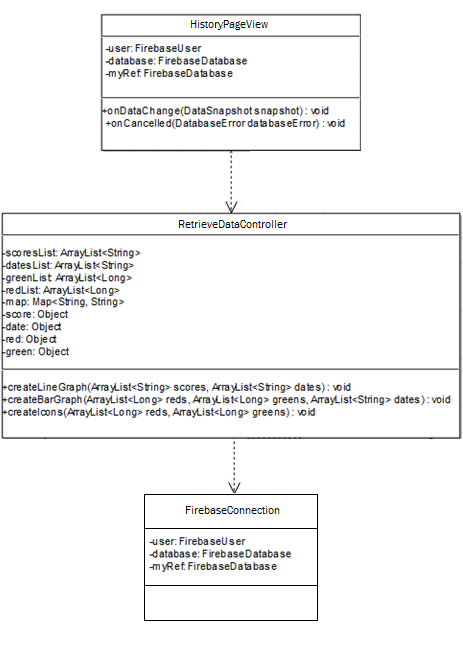 HistoryPageView
-user: FirebaseUser
-database: FirebaseDatabase
-myRef: FirebaseDatabase
+onDataChange(DataSnapshot snapshot) : void
+onCancelled(DatabaseError databaseError) : void
RetrieveDataController
-scoresList: ArrayList<String>
-datesList: ArrayList<String>
-greenList: ArrayList<Long>
-redList: ArrayList<Long>
-map: Map<String, String>
-score: Object
-date: Object
-red: Object
-green: Object
+createLineGraph(ArrayList<String> scores, ArrayList<String> dates) : void
+createBarGraph(ArrayList<Long> reds, ArrayList<Long> greens, ArrayList<String> dates) : void
+createIcons(ArrayList<Long> reds, ArrayList<Long> greens) : void
FirebaseConnection
-user: FirebaseUser
-database: FirebaseDatabase
-myRef: FirebaseDatabase